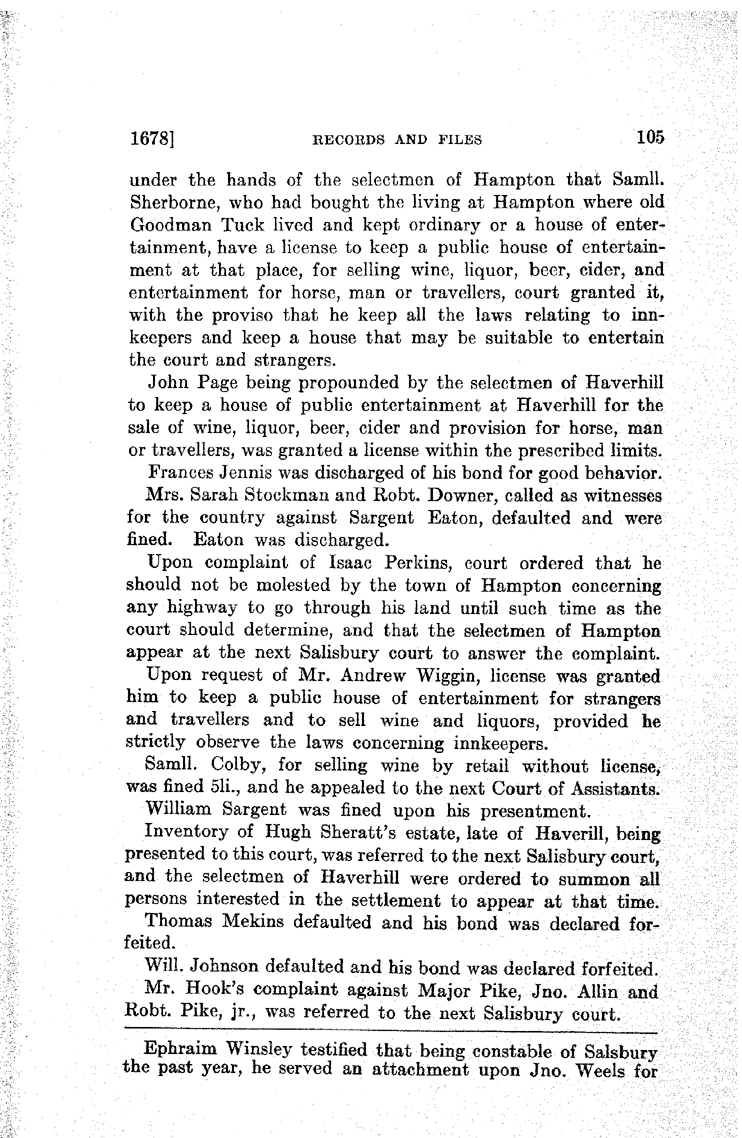 1678] RECORDS AND FILES 105
under the hands of the selectmen of Hampton that Samll.
Sherborne, who had bought the living at Hampton where old
Goodman Tuck lived and kept ordinary or a house of enter-
tainment, have a license to keep a public house of entertain-
ment at that place, for selling wine, liquor, beer, cider, and
entertainment for horse, man or travellers, court granted it,
with the proviso that he keep all the laws relating to inn-
keepers and keep a house that may be suitable to entertain
the court and strangers.
John Page being propounded by the selectmen of Haverhill
to keep a house of public entertainment at Haverhill for the
sale of wine, liquor, beer, cider and provision for horse, man
or travellers, was granted a license within the prescribed limits.
Frances Jennis was discharged of his bond for good behavior.
Mrs. Sarah Stockman and Robt. Downer, called as witnesses
for the country against Sargent Eaton, defaulted and were
fined. Eaton was discharged.
Upon complaint of Isaac Perkins, court ordered that he
should not be molested by the town of Hampton concerning
any highway to go through his land until such time as the
court should determine, and that the selectmen of Hampton
appear at the next Salisbury court to answer the complaint.
Upon request of Mr. Andrew Wiggin, license was granted
him to keep a public house of entertainment for strangers
and travellers and to sell wine and liquors, provided he
strictly observe the laws concerning innkeepers.
Samll. Colby, for selling wine by retail without license,
was fined 5li., and he appealed to the next Court of Assistants.
William Sargent was fined upon his presentment.
Inventory of Hugh Sheratt's estate, late of Haverill, being
presented to this court, was referred to the next Salisbury court,
and the selectmen of Haverhill were ordered to summon all
persons interested in the settlement to appear at that time.
Thomas Mekins defaulted and his bond was declared for-
feited.
Will. Johnson defaulted and his bond was declared forfeited.
Mr. Hook's complaint against Major Pike, Jno. Allin and
Robt. Pike, jr., was referred to the next Salisbury court.
Ephraim Winsley testified that being constable of Salsbury
the past year, he served an attachment upon Jno. Weels for